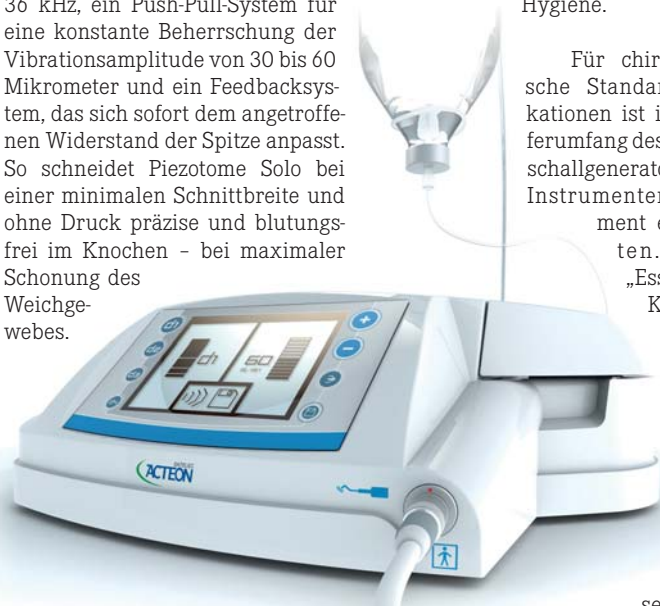 36 kHz, ein Push-Pull-System für
eine konstante Beherrschung der
Vibrationsamplitude von 30 bis 60
Mikrometer und ein Feedbacksys-
tem, das sich sofort dem angetroffe-
nen Widerstand der Spitze anpasst.
So schneidet Piezotome Solo bei
einer minimalen Schnittbreite und
ohne Druck präzise und blutungs-
frei im Knochen – bei maximaler
Schonung des
Weichge-
webes.
Hygiene.
Für chir
sche Standar
kationen ist i
ferumfang des
schallgenerato
Instrumenten
ment e
ten.
„Ess
K
se
ch
60
ACTEON